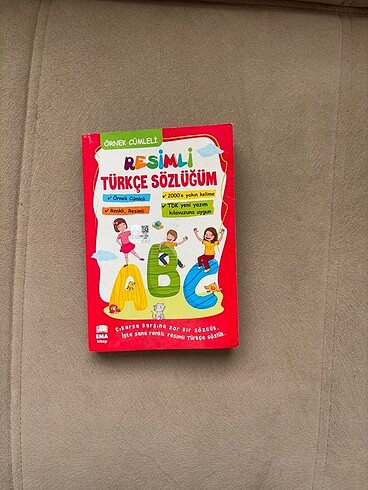 ÖRNEK CÜMLELİ
RESİMLİ
TÜRKÇE SÖZLÜĞÜM
✓ Örnek Cümleli
✓ 2000'e yakın kelime
✓ Renkli, Resimli
✓ TDK yeni yazım
kılavuzuna uygun
A B C
EMA
kitap
Çıkarsa karşına zor bir sözcük,
İşte sana renkli, resimli Türkçe sözlük.